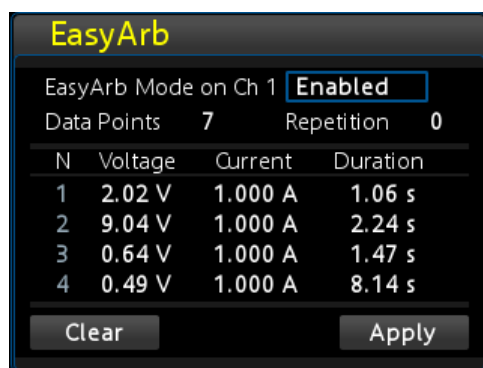 EasyArb
EasyArb Mode on Ch 1 Enabled
Data Points 7 Repetition 0
N Voltage Current Duration
1 2.02 V 1.000 A 1.06 s
2 9.04 V 1.000 A 2.24 s
3 0.64 V 1.000 A 1.47 s
4 0.49 V 1.000 A 8.14 s
Clear Apply